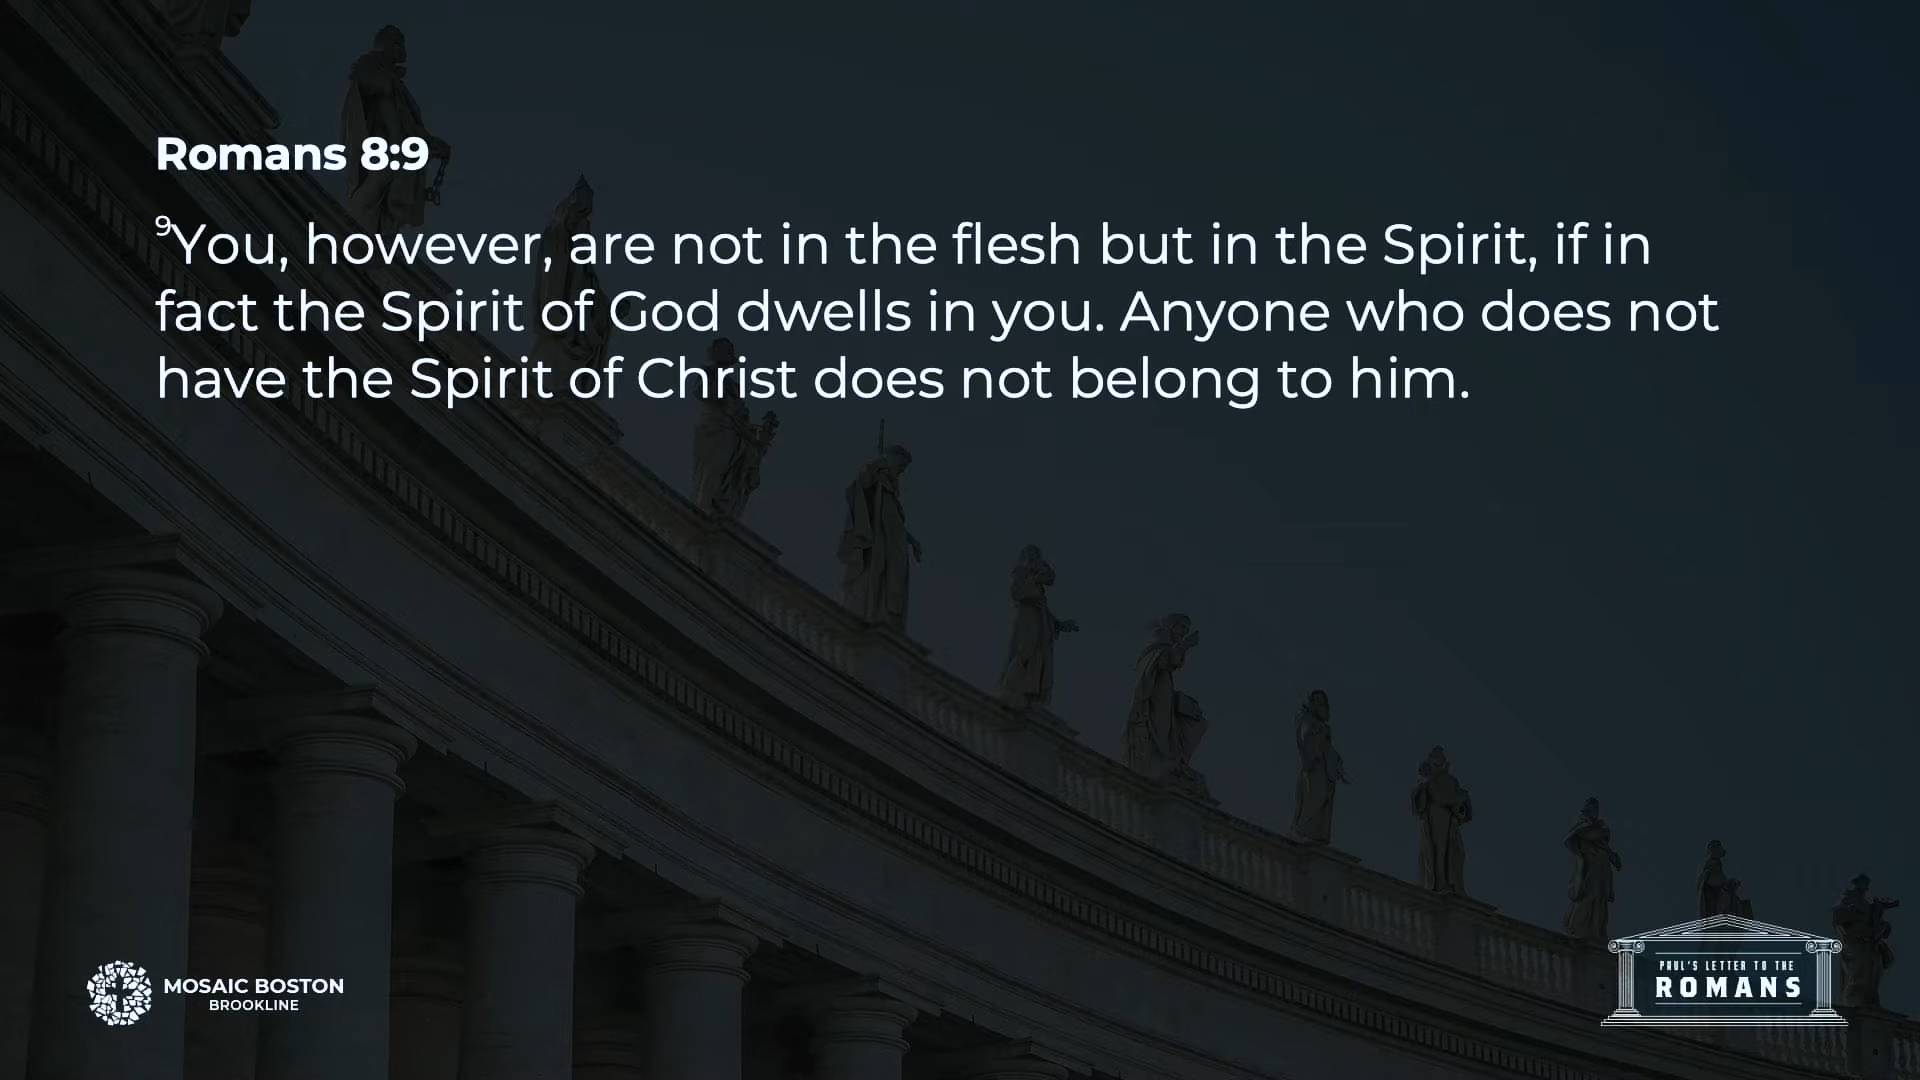 Romans 8:9
⁹You, however, are not in the flesh but in the Spirit, if in
fact the Spirit of God dwells in you. Anyone who does not
have the Spirit of Christ does not belong to him.
MOSAIC BOSTON
BROOKLINE
PAUL'S LETTER TO THE
ROMANS